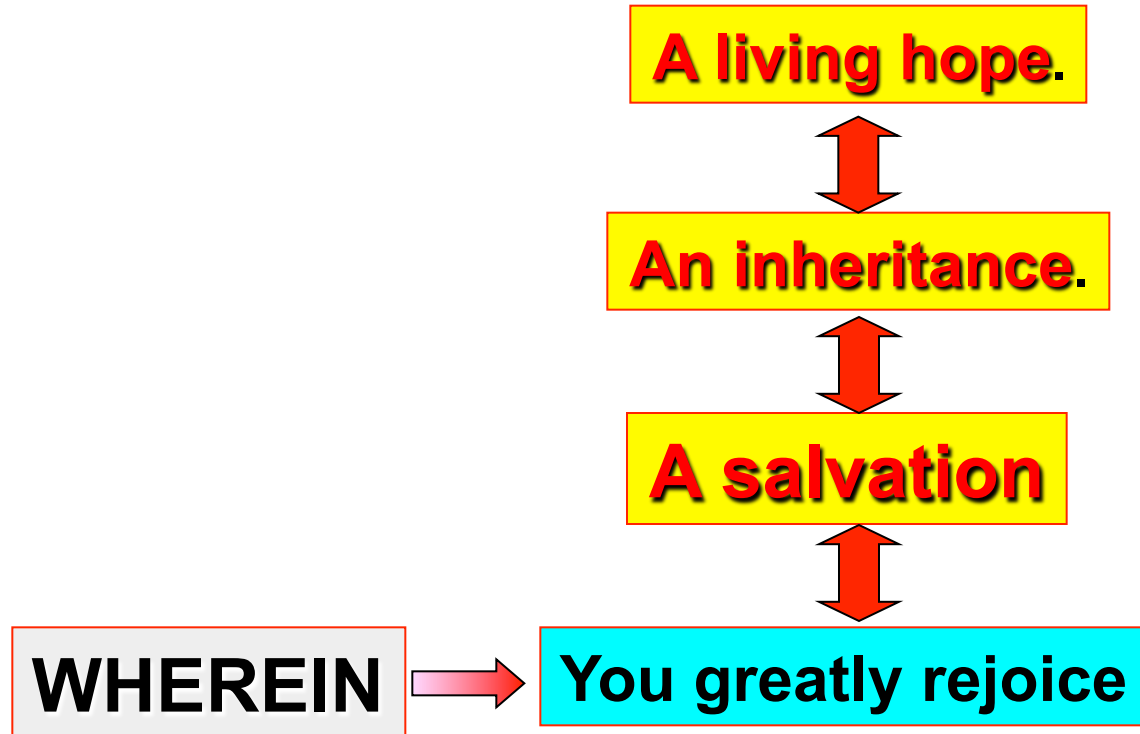 A living hope.
An inheritance.
A salvation
WHEREIN
You greatly rejoice